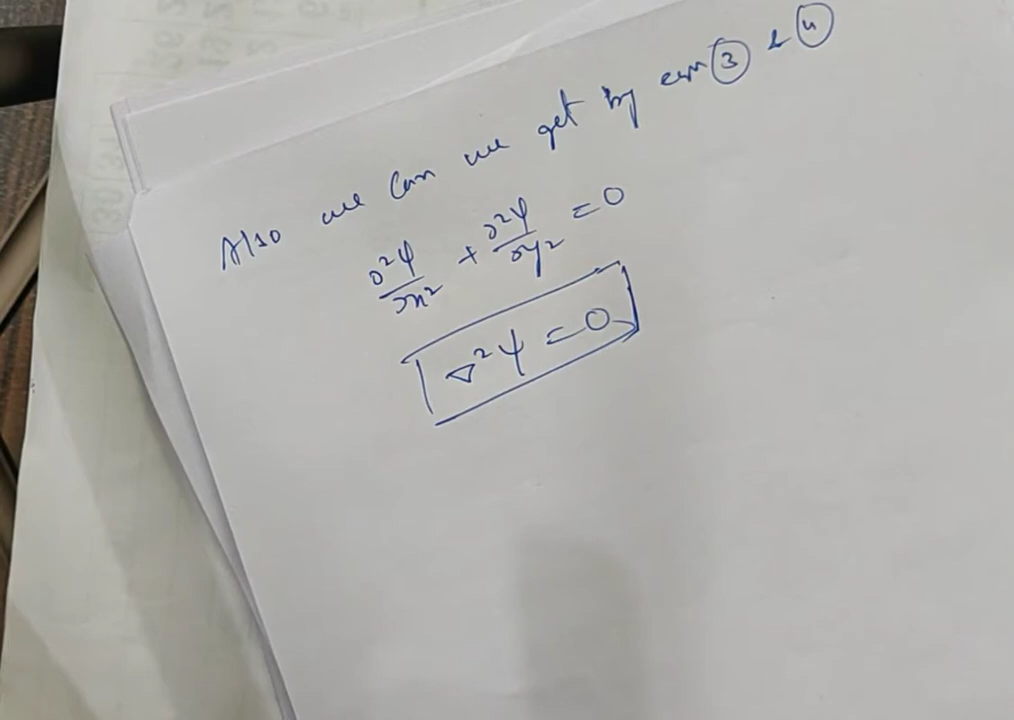 Also we can we get by eqn ③ & ④
∂²ψ/∂x² + ∂²ψ/∂y² = 0
∇²ψ = 0